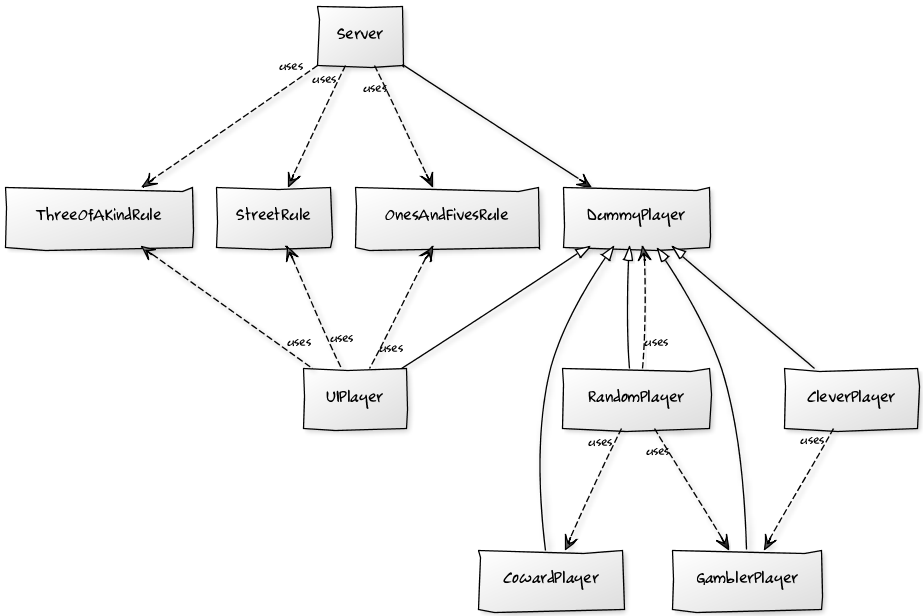 Server
uses
uses
uses
ThreeOfAKindRule
StreetRule
OnesAndFivesRule
DummyPlayer
uses
uses
uses
uses
UIPlayer
RandomPlayer
CleverPlayer
uses
uses
uses
CowardPlayer
GamblerPlayer